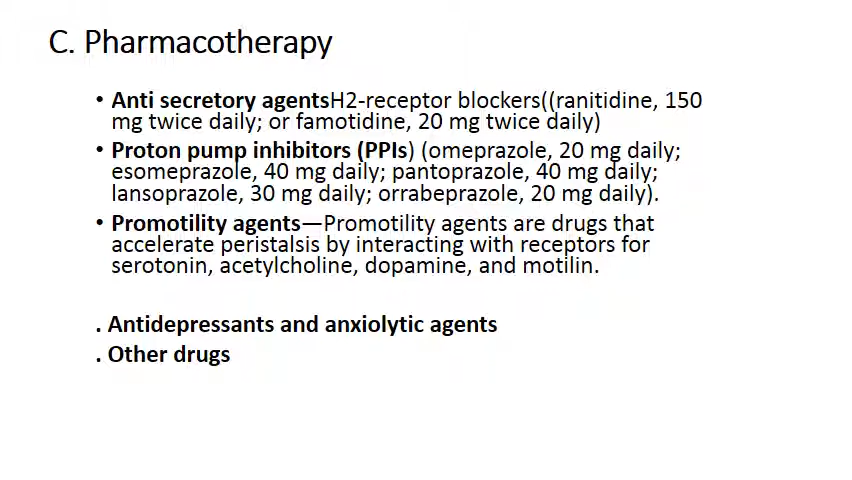 C. Pharmacotherapy
• Anti secretory agentsH2-receptor blockers((ranitidine, 150
mg twice daily; or famotidine, 20 mg twice daily)
• Proton pump inhibitors (PPIs) (omeprazole, 20 mg daily;
esomeprazole, 40 mg daily; pantoprazole, 40 mg daily;
lansoprazole, 30 mg daily; orrabeprazole, 20 mg daily).
• Promotility agents—Promotility agents are drugs that
accelerate peristalsis by interacting with receptors for
serotonin, acetylcholine, dopamine, and motilin.
. Antidepressants and anxiolytic agents
. Other drugs